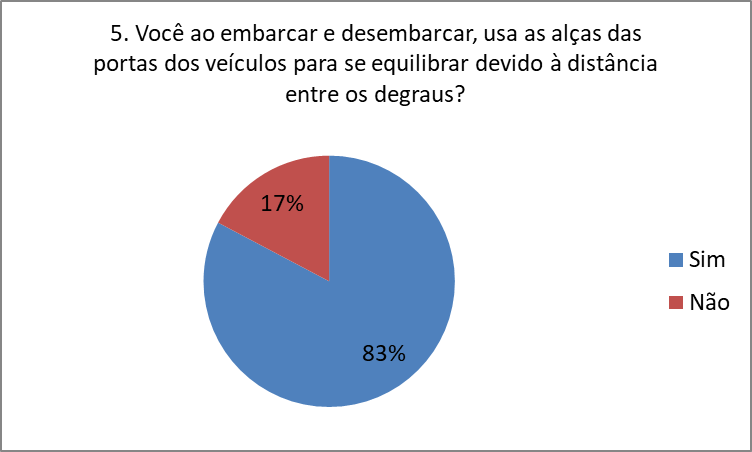 5. Você ao embarcar e desembarcar, usa as alças das
portas dos veículos para se equilibrar devido à distância
entre os degraus?
17%
83%
Sim
Não